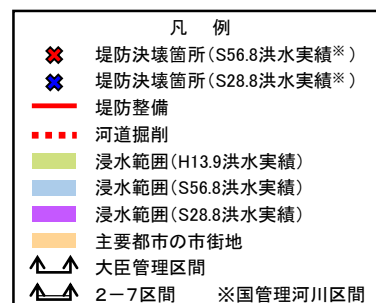 凡 例
堤防決壊箇所(S56.8洪水実績※)
堤防決壊箇所(S28.8洪水実績※)
堤防整備
河道掘削
浸水範囲(H13.9洪水実績)
浸水範囲(S56.8洪水実績)
浸水範囲(S28.8洪水実績)
主要都市の市街地
大臣管理区間
2-7区間 ※国管理河川区間